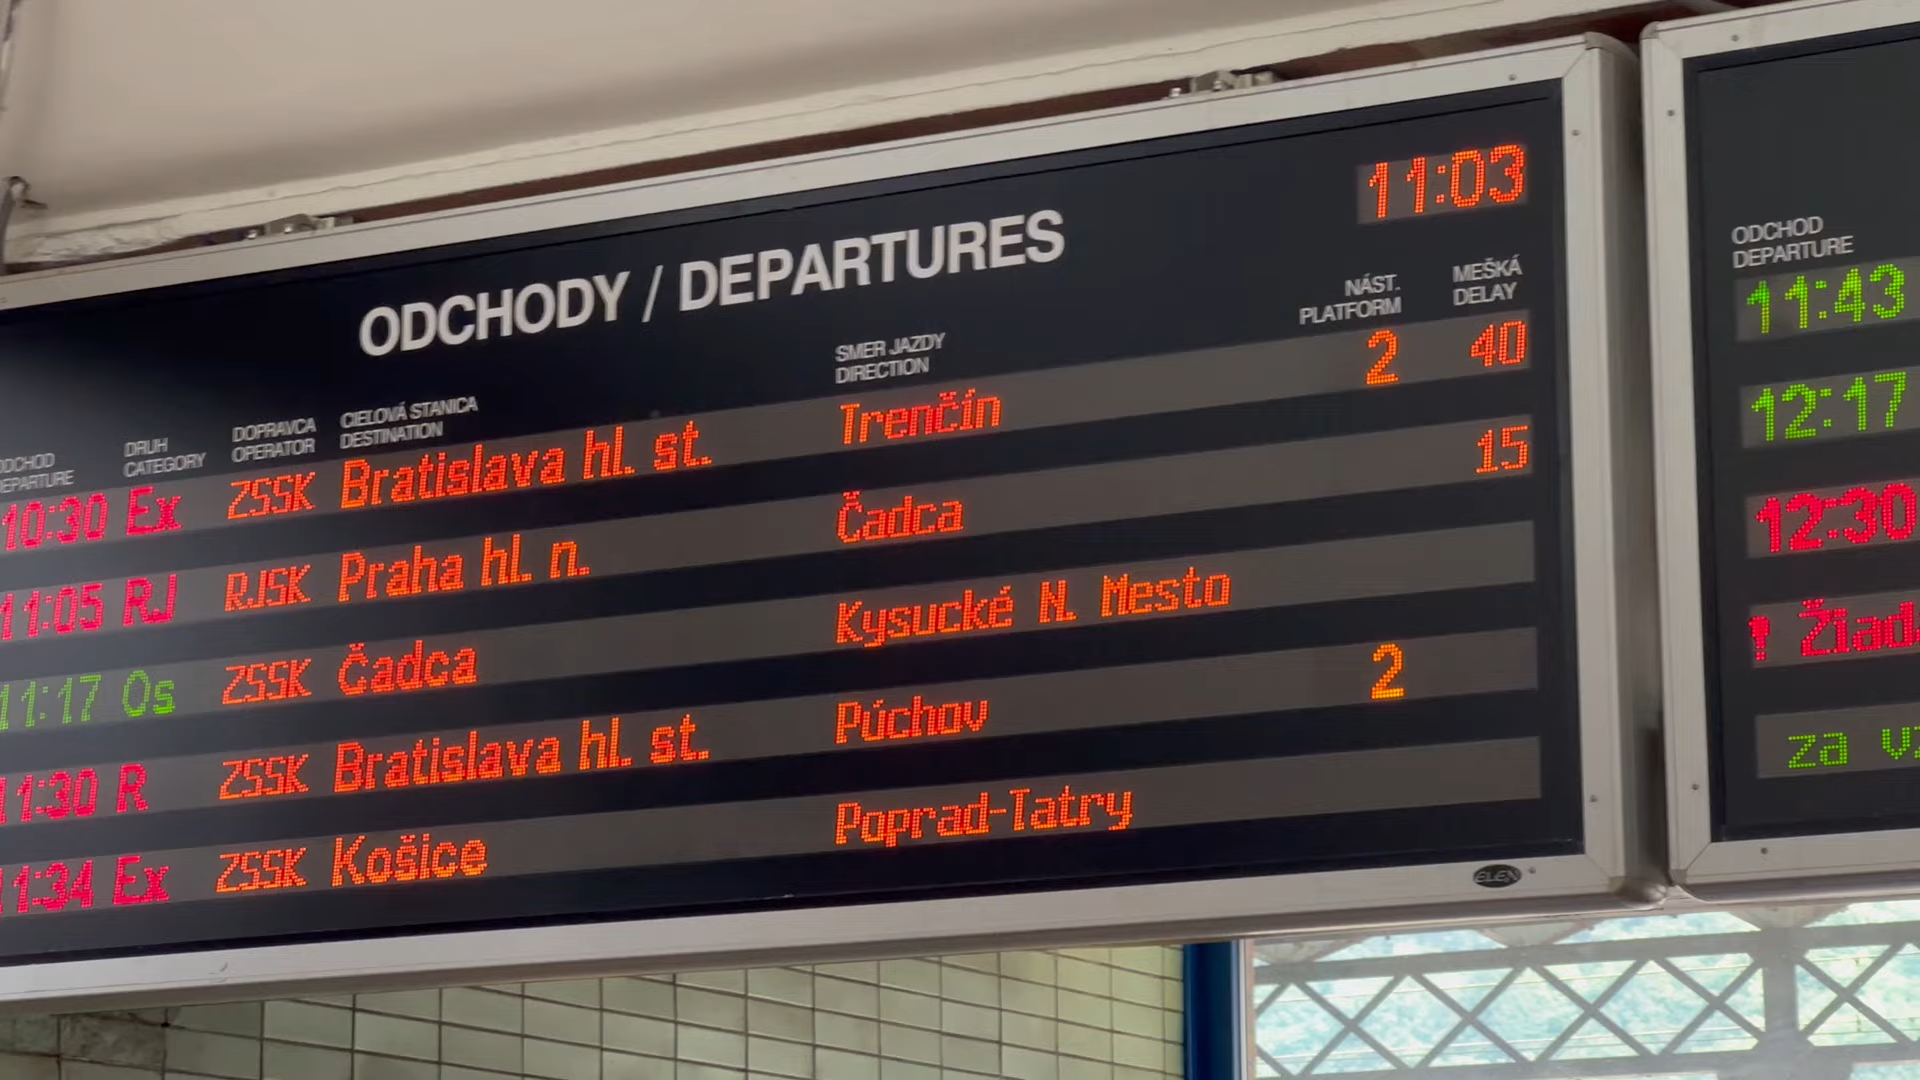 11:03
ODCHODY / DEPARTURES
ODCHOD DRUH DOPRAVCA CIEĽOVÁ STANICA SMER JAZDY NÁST. MEŠKÁ
DEPARTURE CATEGORY OPERATOR DESTINATION DIRECTION PLATFORM DELAY
10:30 Ex ZSSK Bratislava hl. st. Trenčín 2 40
11:05 RJ RJSK Praha hl. n. Čadca 15
11:17 Os ZSSK Čadca Kysucké N. Mesto
11:30 R ZSSK Bratislava hl. st. Púchov 2
11:34 Ex ZSSK Košice Poprad-Tatry
ELEN
ODCHOD
DEPARTURE
11:43
12:17
12:30
! Žiad
za v